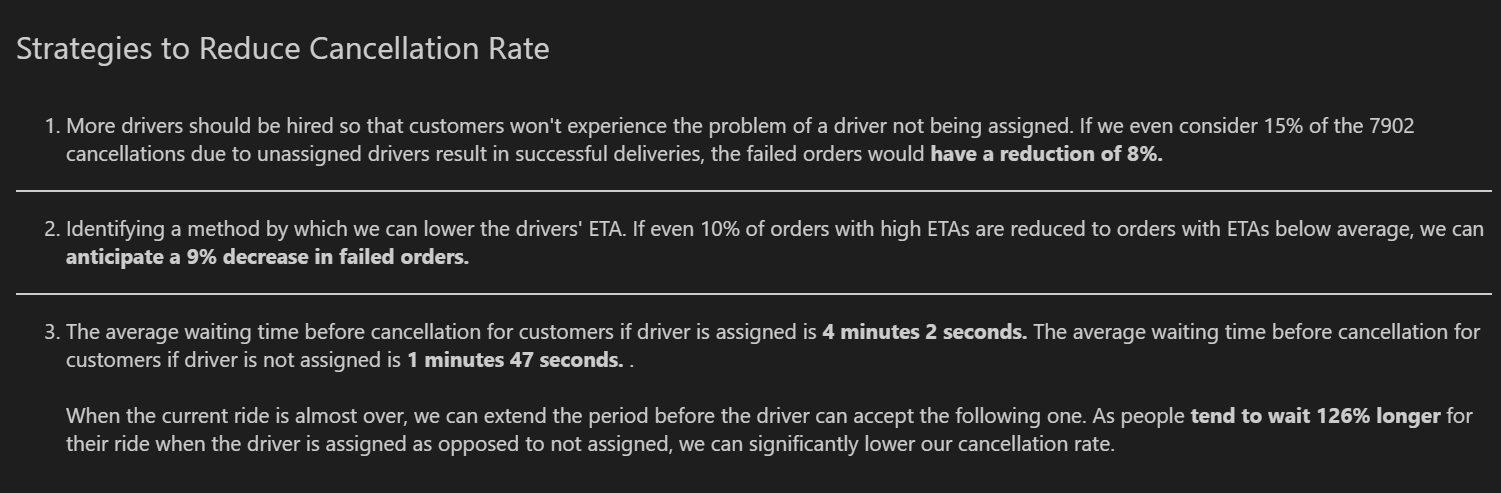 Strategies to Reduce Cancellation Rate
1. More drivers should be hired so that customers won't experience the problem of a driver not being assigned. If we even consider 15% of the 7902
cancellations due to unassigned drivers result in successful deliveries, the failed orders would have a reduction of 8%.
2. Identifying a method by which we can lower the drivers' ETA. If even 10% of orders with high ETAs are reduced to orders with ETAs below average, we can
anticipate a 9% decrease in failed orders.
3. The average waiting time before cancellation for customers if driver is assigned is 4 minutes 2 seconds. The average waiting time before cancellation for
customers if driver is not assigned is 1 minutes 47 seconds. .
When the current ride is almost over, we can extend the period before the driver can accept the following one. As people tend to wait 126% longer for
their ride when the driver is assigned as opposed to not assigned, we can significantly lower our cancellation rate.